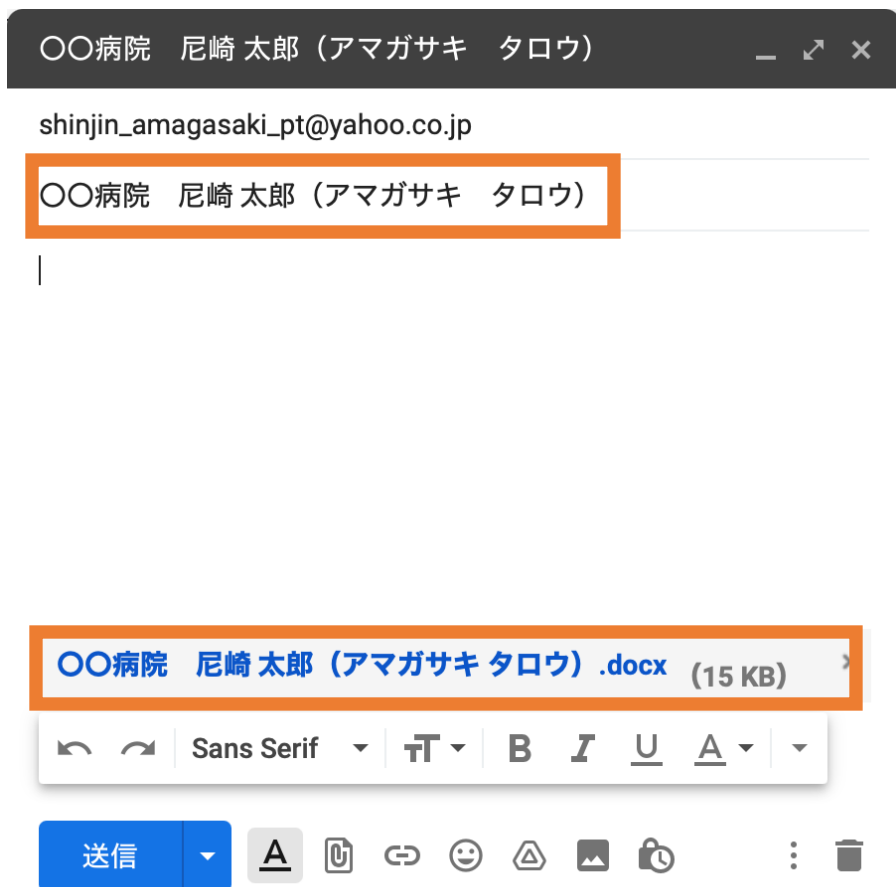 〇〇病院　尼崎 太郎（アマガサキ　タロウ）
shinjin_amagasaki_pt@yahoo.co.jp
〇〇病院　尼崎 太郎（アマガサキ　タロウ）
〇〇病院　尼崎 太郎（アマガサキ タロウ）.docx (15 KB)
Sans Serif B I U A
送信 A